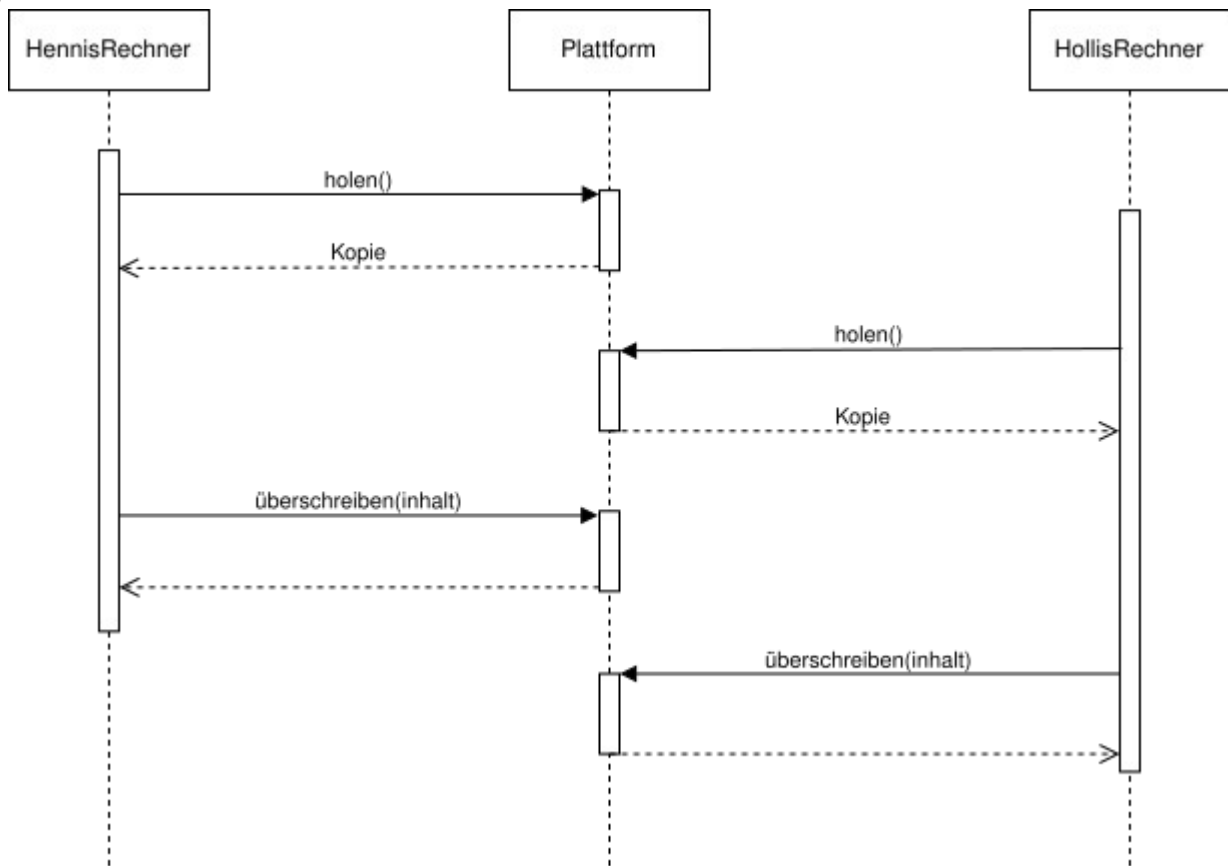 HennisRechner
Plattform
HollisRechner
holen()
Kopie
holen()
Kopie
überschreiben(inhalt)
überschreiben(inhalt)